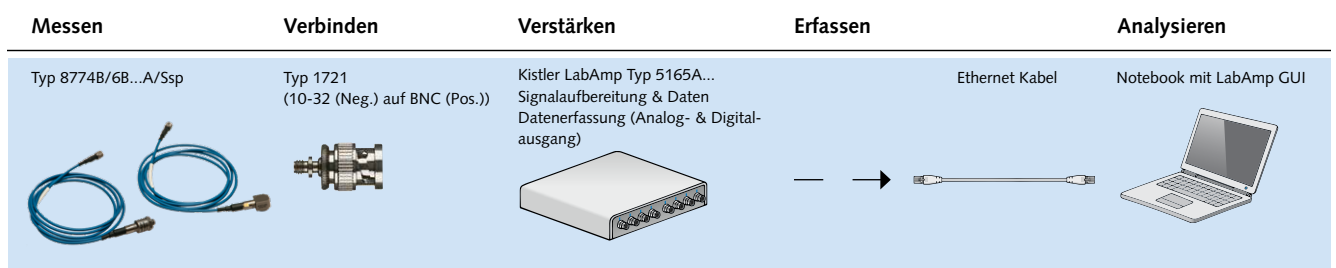 Messen
Verbinden
Verstärken
Erfassen
Analysieren
Typ 8774B/6B...A/Ssp
Typ 1721
(10-32 (Neg.) auf BNC (Pos.))
Kistler LabAmp Typ 5165A...
Signalaufbereitung & Daten
Datenerfassung (Analog- & Digital-
ausgang)
Ethernet Kabel
Notebook mit LabAmp GUI